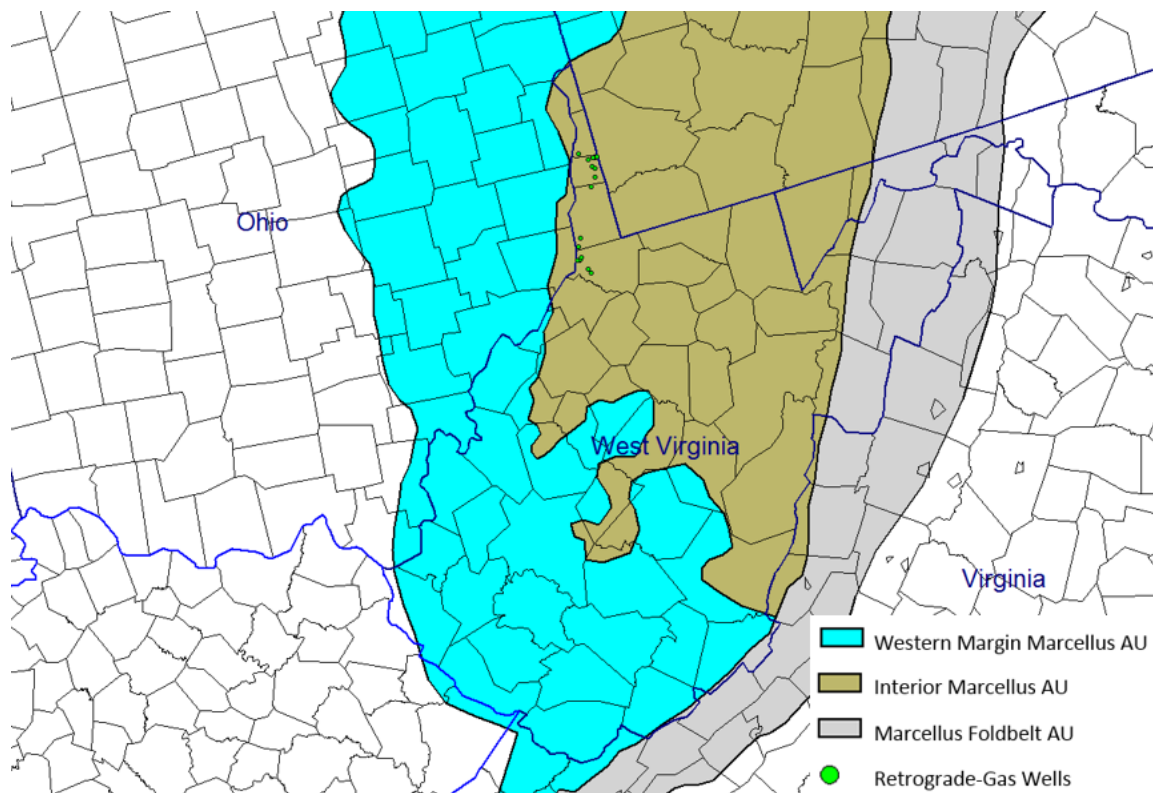 Ohio
West Virginia
Virginia
Western Margin Marcellus AU
Interior Marcellus AU
Marcellus Foldbelt AU
Retrograde-Gas Wells